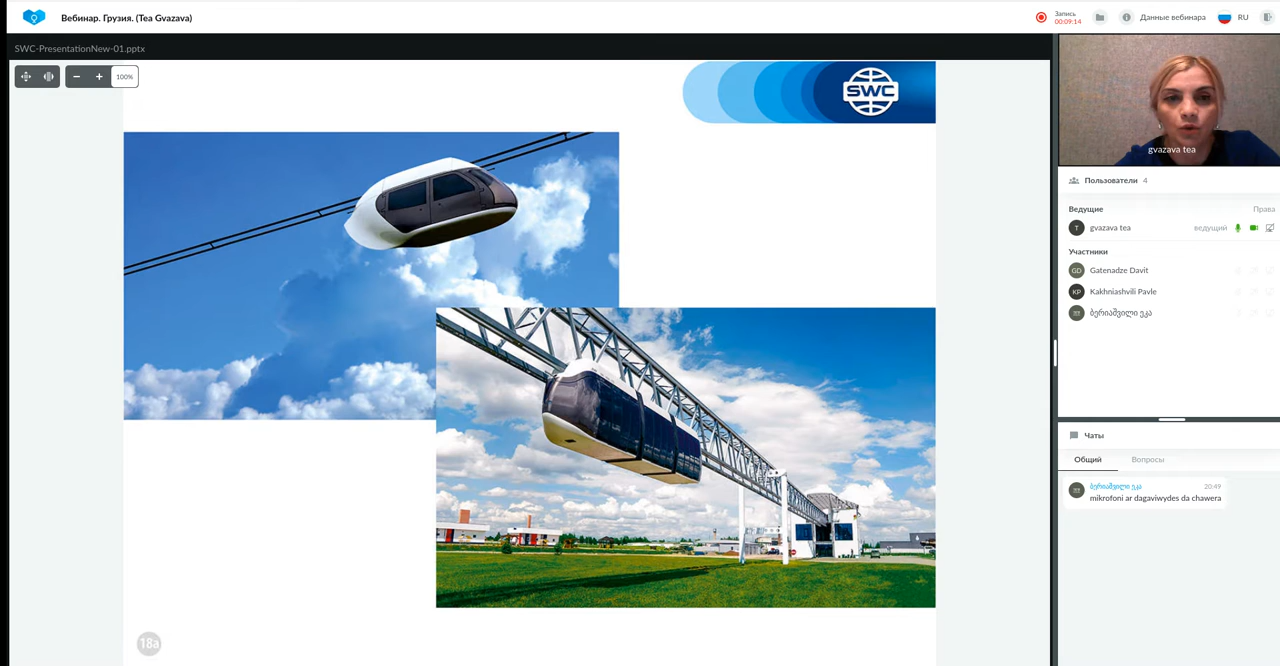 Вебинар. Грузия. (Tea Gvazava)
Запись
00:09:14
Данные вебинара
RU
SWC-PresentationNew-01.pptx
100%
SWC
gvazava tea
Пользователи 4
Ведущие Права
T gvazava tea ведущий
Участники
GD Gatenadze Davit
KP Kakhniashvili Pavle
ბერიაშვილი ეკა
Чаты
Общий Вопросы
ბერიაშვილი ეკა 20:49
mikrofoni ar dagaviwydes da chawera
18a